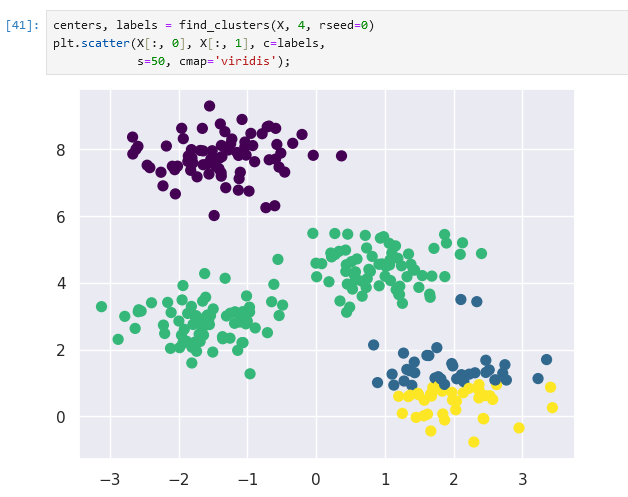 [41]: centers, labels = find_clusters(X, 4, rseed=0)
plt.scatter(X[:, 0], X[:, 1], c=labels,
s=50, cmap='viridis');
8
6
4
2
0
−3 −2 −1 0 1 2 3